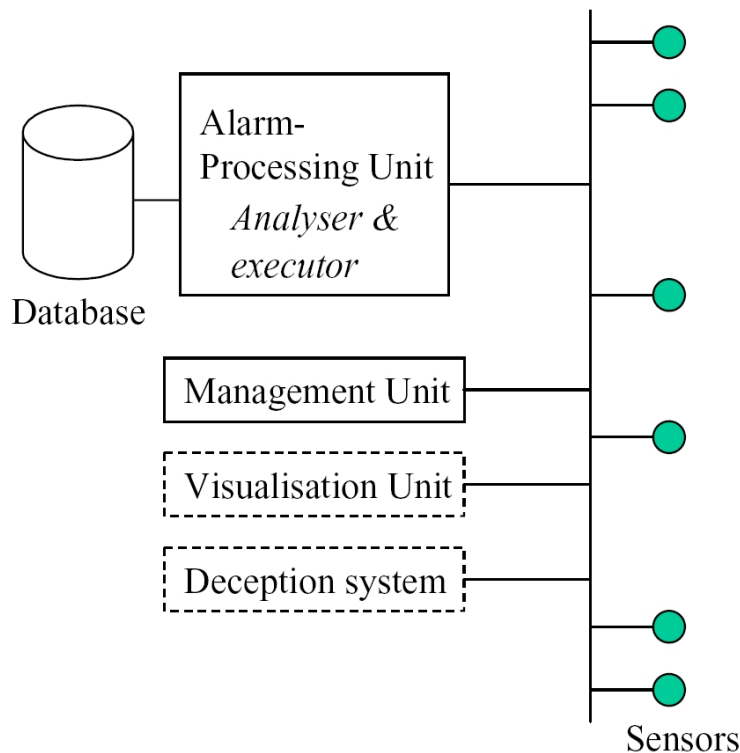 Alarm-
Processing Unit
Analyser &
executor
Database
Management Unit
Visualisation Unit
Deception system
Sensors